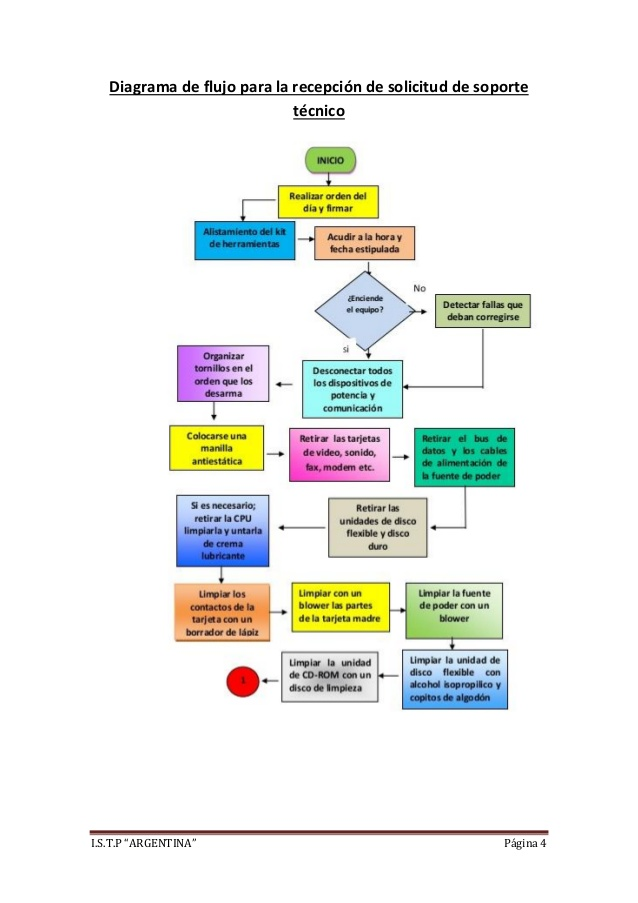 Diagrama de flujo para la recepción de solicitud de soporte
técnico
INICIO
Realizar orden del
día y firmar
Alistamiento del kit
de herramientas
Acudir a la hora y
fecha estipulada
¿Enciende
el equipo?
No
Detectar fallas que
deban corregirse
si
Desconectar todos
los dispositivos de
potencia y
comunicación
Organizar
tornillos en el
orden que los
desarma
Colocarse una
manilla
antiestática
Retirar las tarjetas
de video, sonido,
fax, modem etc.
Retirar el bus de
datos y los cables
de alimentación de
la fuente de poder
Retirar las
unidades de disco
flexible y disco
duro
Si es necesario;
retirar la CPU
limpiarla y untarla
de crema
lubricante
Limpiar los
contactos de la
tarjeta con un
borrador de lápiz
Limpiar con un
blower las partes
de la tarjeta madre
Limpiar la fuente
de poder con un
blower
Limpiar la unidad de
disco flexible con
alcohol isopropilico y
copitos de algodón
Limpiar la unidad
de CD-ROM con un
disco de limpieza
1
I.S.T.P “ARGENTINA”
Página 4